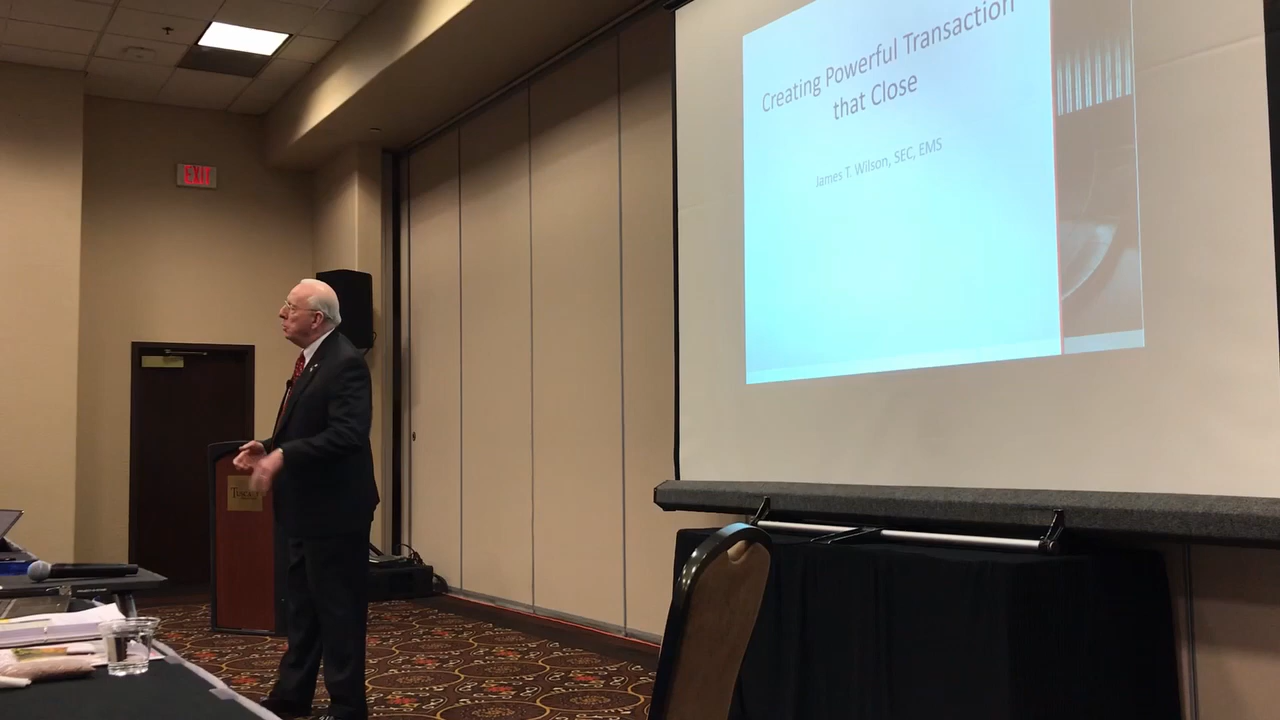 EXIT
Creating Powerful Transaction
that Close
James T. Wilson, SEC, EMS